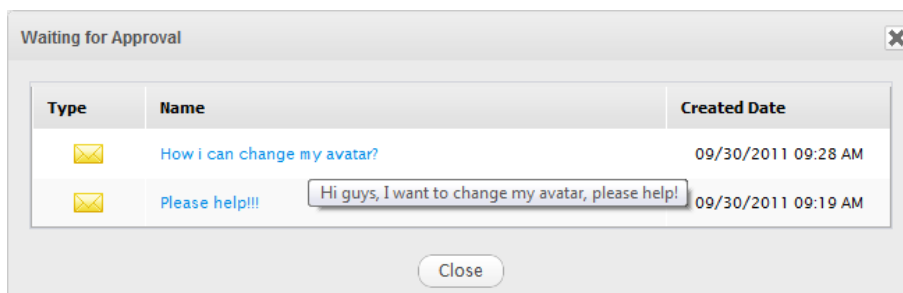 Waiting for Approval
Type Name Created Date
How i can change my avatar? 09/30/2011 09:28 AM
Hi guys, I want to change my avatar, please help!
Please help!!! 09/30/2011 09:19 AM
Close